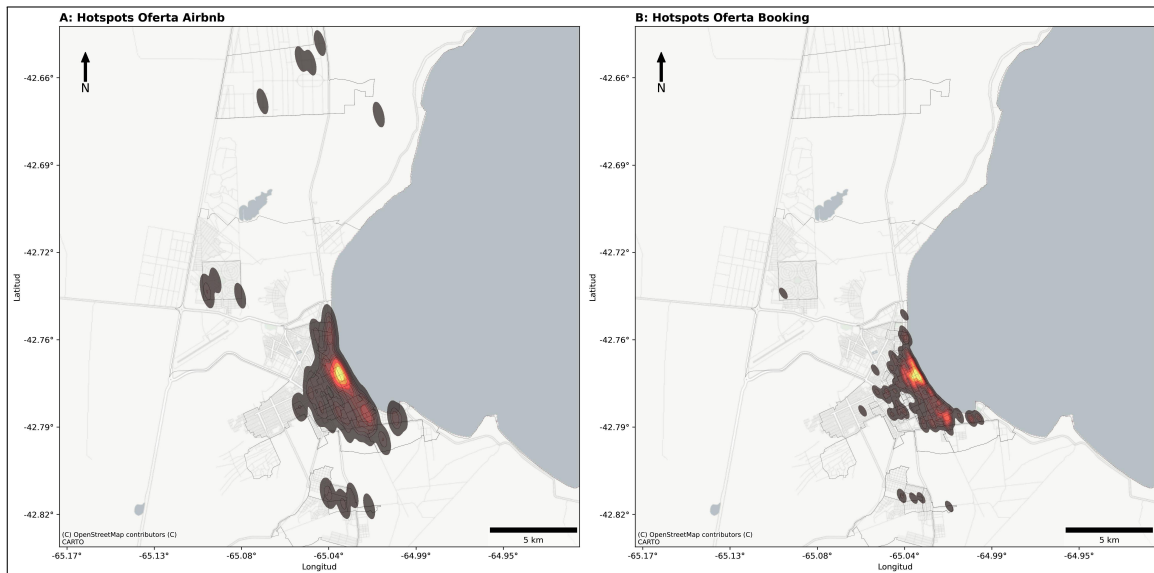 A: Hotspots Oferta Airbnb
N
-42.66°
-42.69°
-42.72°
-42.76°
-42.79°
-42.82°
Latitud
(C) OpenStreetMap contributors (C)
CARTO
5 km
-65.17°
-65.13°
-65.08°
-65.04°
-64.99°
-64.95°
Longitud
B: Hotspots Oferta Booking
N
-42.66°
-42.69°
-42.72°
-42.76°
-42.79°
-42.82°
Latitud
(C) OpenStreetMap contributors (C)
CARTO
5 km
-65.17°
-65.13°
-65.08°
-65.04°
-64.99°
-64.95°
Longitud